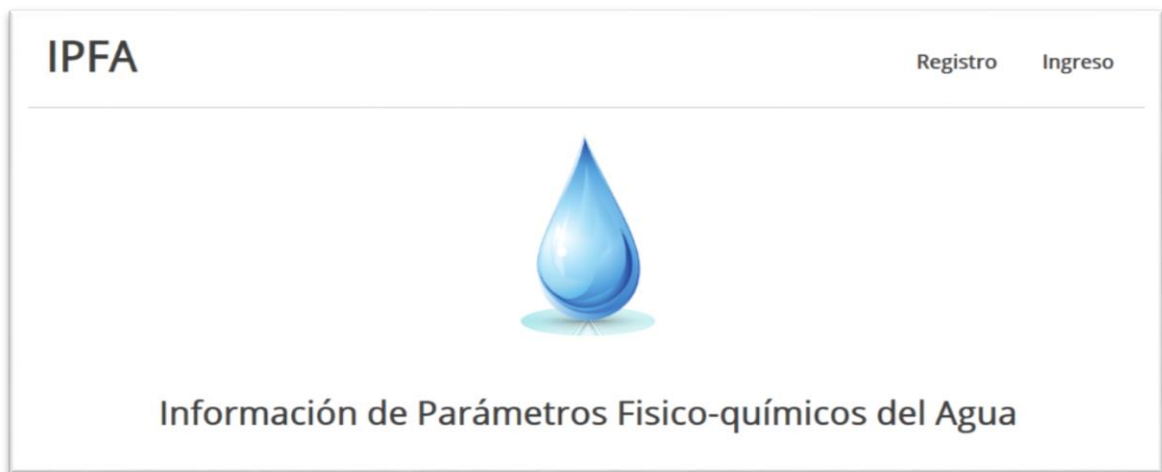 IPFA
Registro Ingreso
Información de Parámetros Fisico-químicos del Agua